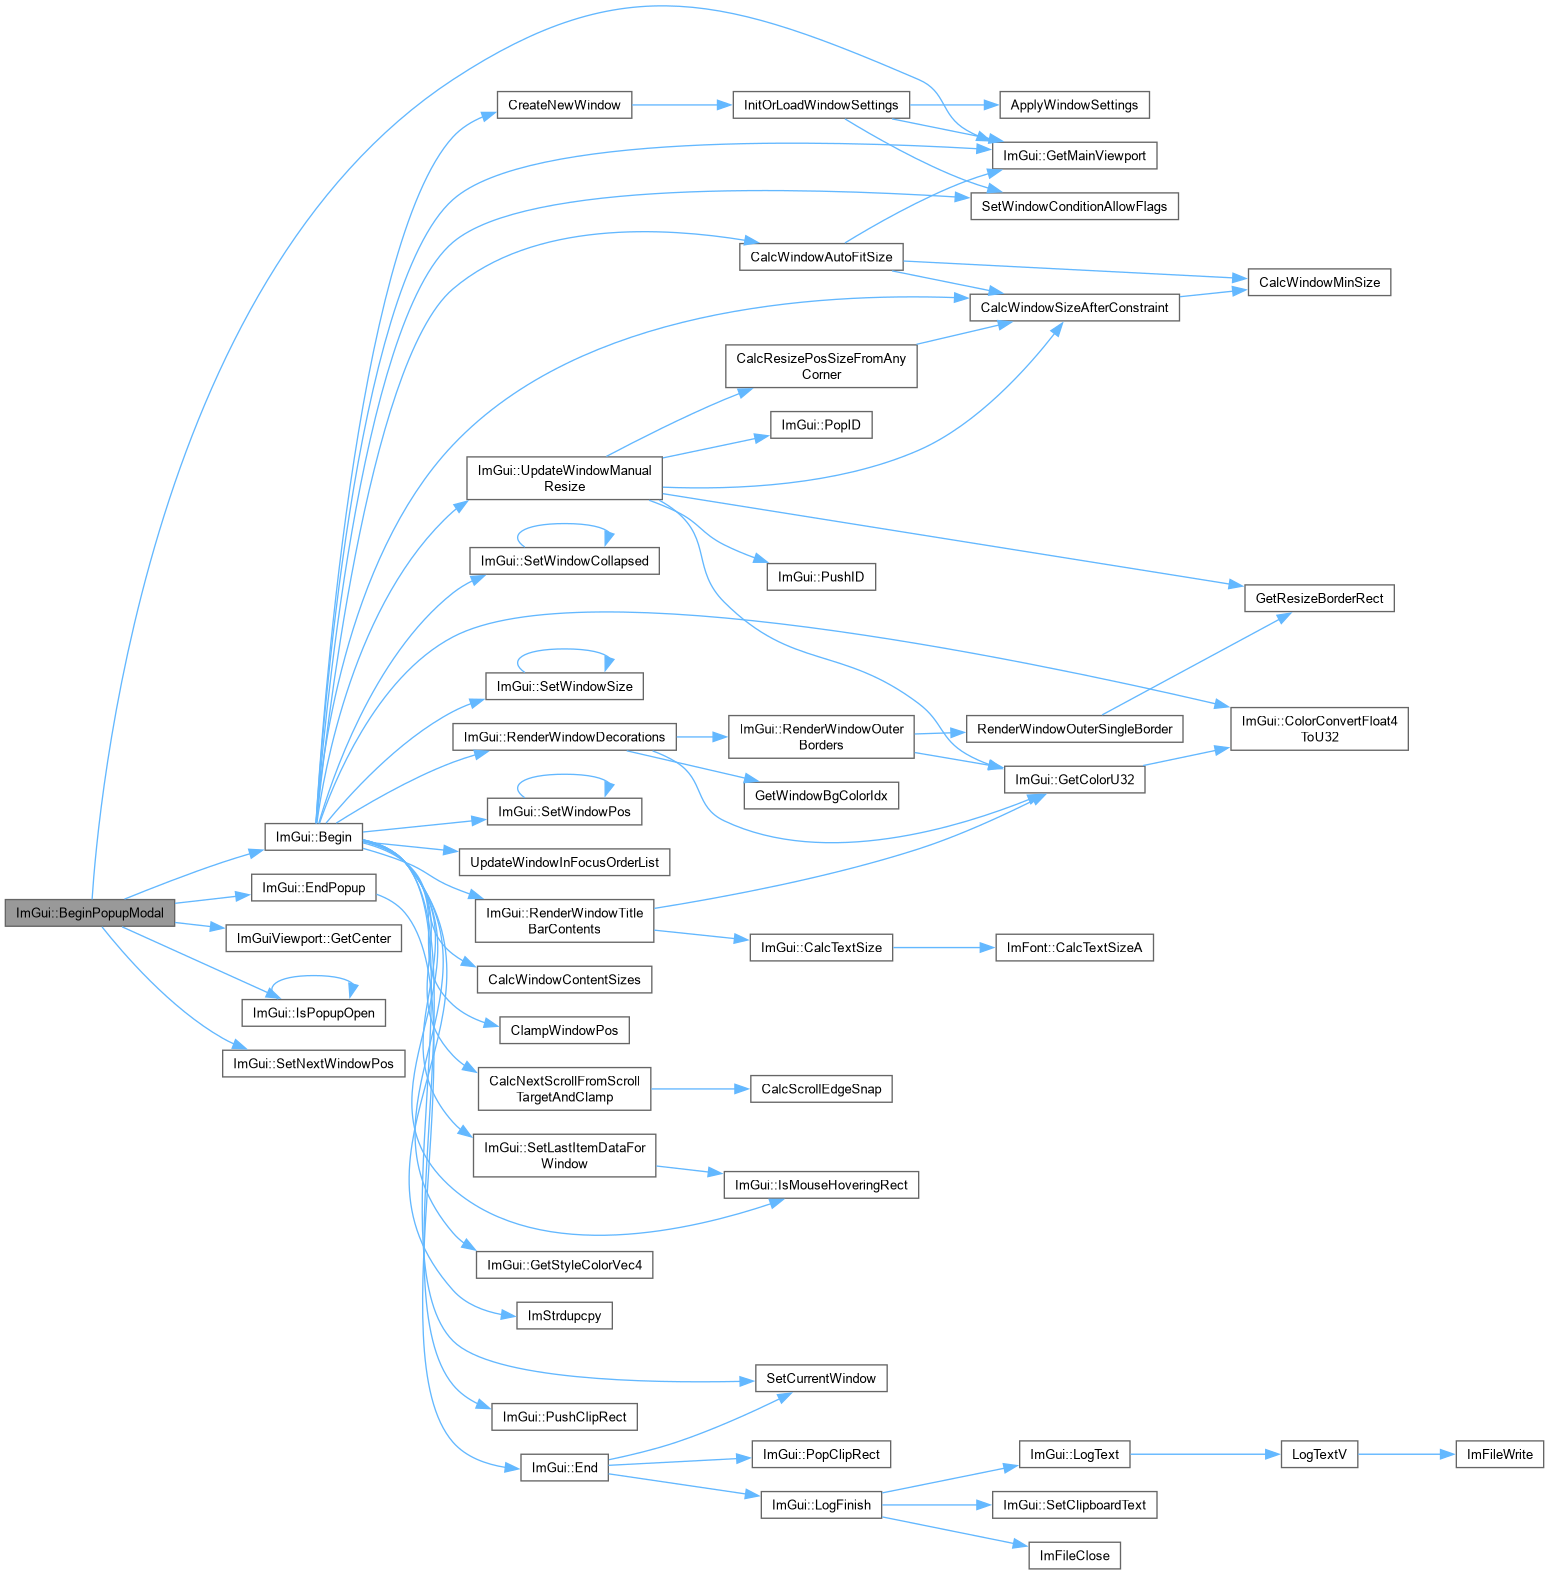 CreateNewWindow
InitOrLoadWindowSettings
ApplyWindowSettings
ImGui::GetMainViewport
SetWindowConditionAllowFlags
CalcWindowAutoFitSize
CalcWindowMinSize
CalcWindowSizeAfterConstraint
CalcResizePosSizeFromAny
Corner
ImGui::PopID
ImGui::UpdateWindowManual
Resize
ImGui::SetWindowCollapsed
ImGui::PushID
GetResizeBorderRect
ImGui::SetWindowSize
ImGui::RenderWindowDecorations
ImGui::RenderWindowOuter
Borders
RenderWindowOuterSingleBorder
ImGui::ColorConvertFloat4
ToU32
ImGui::GetColorU32
GetWindowBgColorIdx
ImGui::SetWindowPos
ImGui::Begin
UpdateWindowInFocusOrderList
ImGui::EndPopup
ImGui::BeginPopupModal
ImGui::RenderWindowTitle
BarContents
ImGuiViewport::GetCenter
ImGui::CalcTextSize
ImFont::CalcTextSizeA
CalcWindowContentSizes
ImGui::IsPopupOpen
ClampWindowPos
ImGui::SetNextWindowPos
CalcNextScrollFromScroll
TargetAndClamp
CalcScrollEdgeSnap
ImGui::SetLastItemDataFor
Window
ImGui::IsMouseHoveringRect
ImGui::GetStyleColorVec4
ImStrdupcpy
SetCurrentWindow
ImGui::PushClipRect
ImGui::End
ImGui::PopClipRect
ImGui::LogText
LogTextV
ImFileWrite
ImGui::LogFinish
ImGui::SetClipboardText
ImFileClose